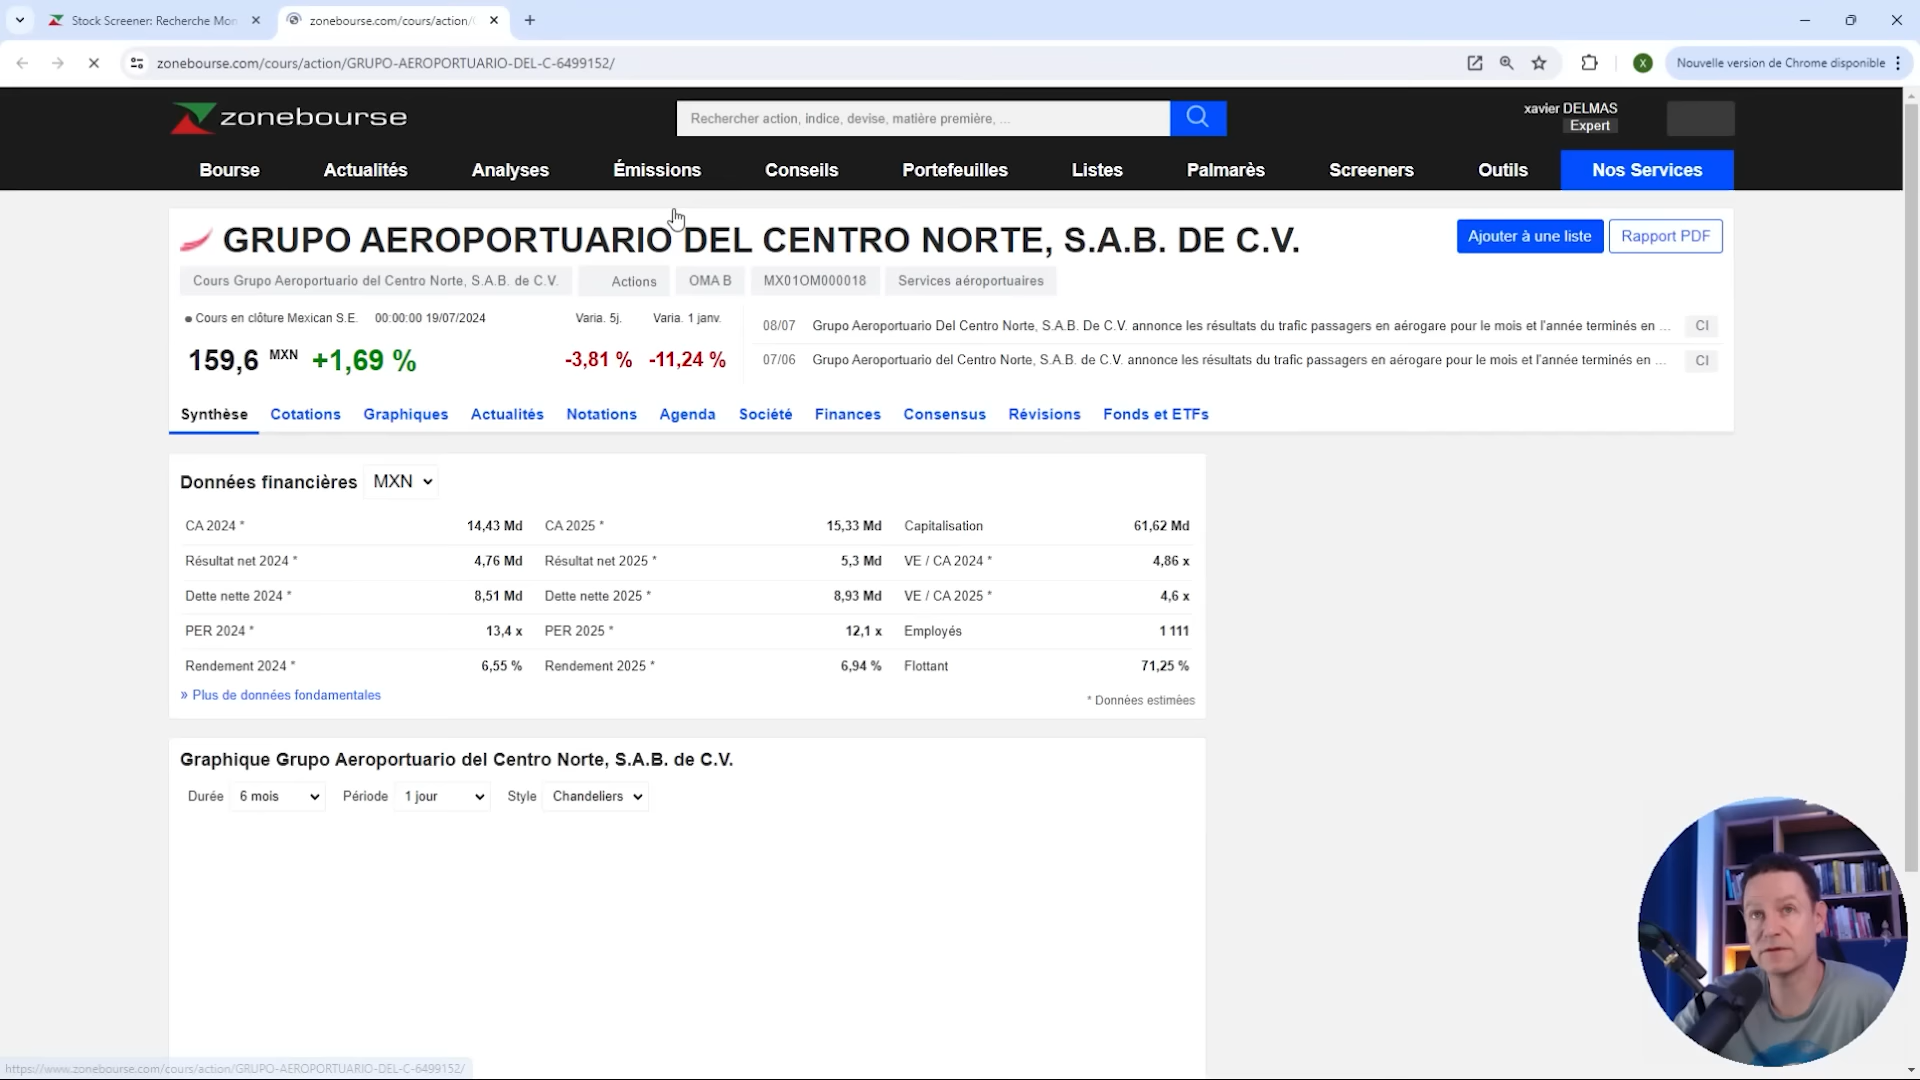 Stock Screener: Recherche Mon
zonebourse.com/cours/action/
zonebourse.com/cours/action/GRUPO-AEROPORTUARIO-DEL-C-6499152/
X
Nouvelle version de Chrome disponible
zonebourse
Rechercher action, indice, devise, matière première, ...
xavier DELMAS
Expert
Bourse Actualités Analyses Émissions Conseils Portefeuilles Listes Palmarès Screeners Outils Nos Services
GRUPO AEROPORTUARIO DEL CENTRO NORTE, S.A.B. DE C.V.
Ajouter à une liste Rapport PDF
Cours Grupo Aeroportuario del Centro Norte, S.A.B. de C.V. Actions OMA B MX01OM000018 Services aéroportuaires
Cours en clôture Mexican S.E. 00:00:00 19/07/2024 Varia. 5j. Varia. 1 janv.
159,6 MXN +1,69 % -3,81 % -11,24 %
08/07 Grupo Aeroportuario Del Centro Norte, S.A.B. De C.V. annonce les résultats du trafic passagers en aérogare pour le mois et l'année terminés en ... CI
07/06 Grupo Aeroportuario del Centro Norte, S.A.B. de C.V. annonce les résultats du trafic passagers en aérogare pour le mois et l'année terminés en ... CI
Synthèse Cotations Graphiques Actualités Notations Agenda Société Finances Consensus Révisions Fonds et ETFs
Données financières MXN
CA 2024 * 14,43 Md CA 2025 * 15,33 Md Capitalisation 61,62 Md
Résultat net 2024 * 4,76 Md Résultat net 2025 * 5,3 Md VE / CA 2024 * 4,86 x
Dette nette 2024 * 8,51 Md Dette nette 2025 * 8,93 Md VE / CA 2025 * 4,6 x
PER 2024 * 13,4 x PER 2025 * 12,1 x Employés 1 111
Rendement 2024 * 6,55 % Rendement 2025 * 6,94 % Flottant 71,25 %
» Plus de données fondamentales
* Données estimées
Graphique Grupo Aeroportuario del Centro Norte, S.A.B. de C.V.
Durée 6 mois Période 1 jour Style Chandeliers
https://www.zonebourse.com/cours/action/GRUPO-AEROPORTUARIO-DEL-C-6499152/